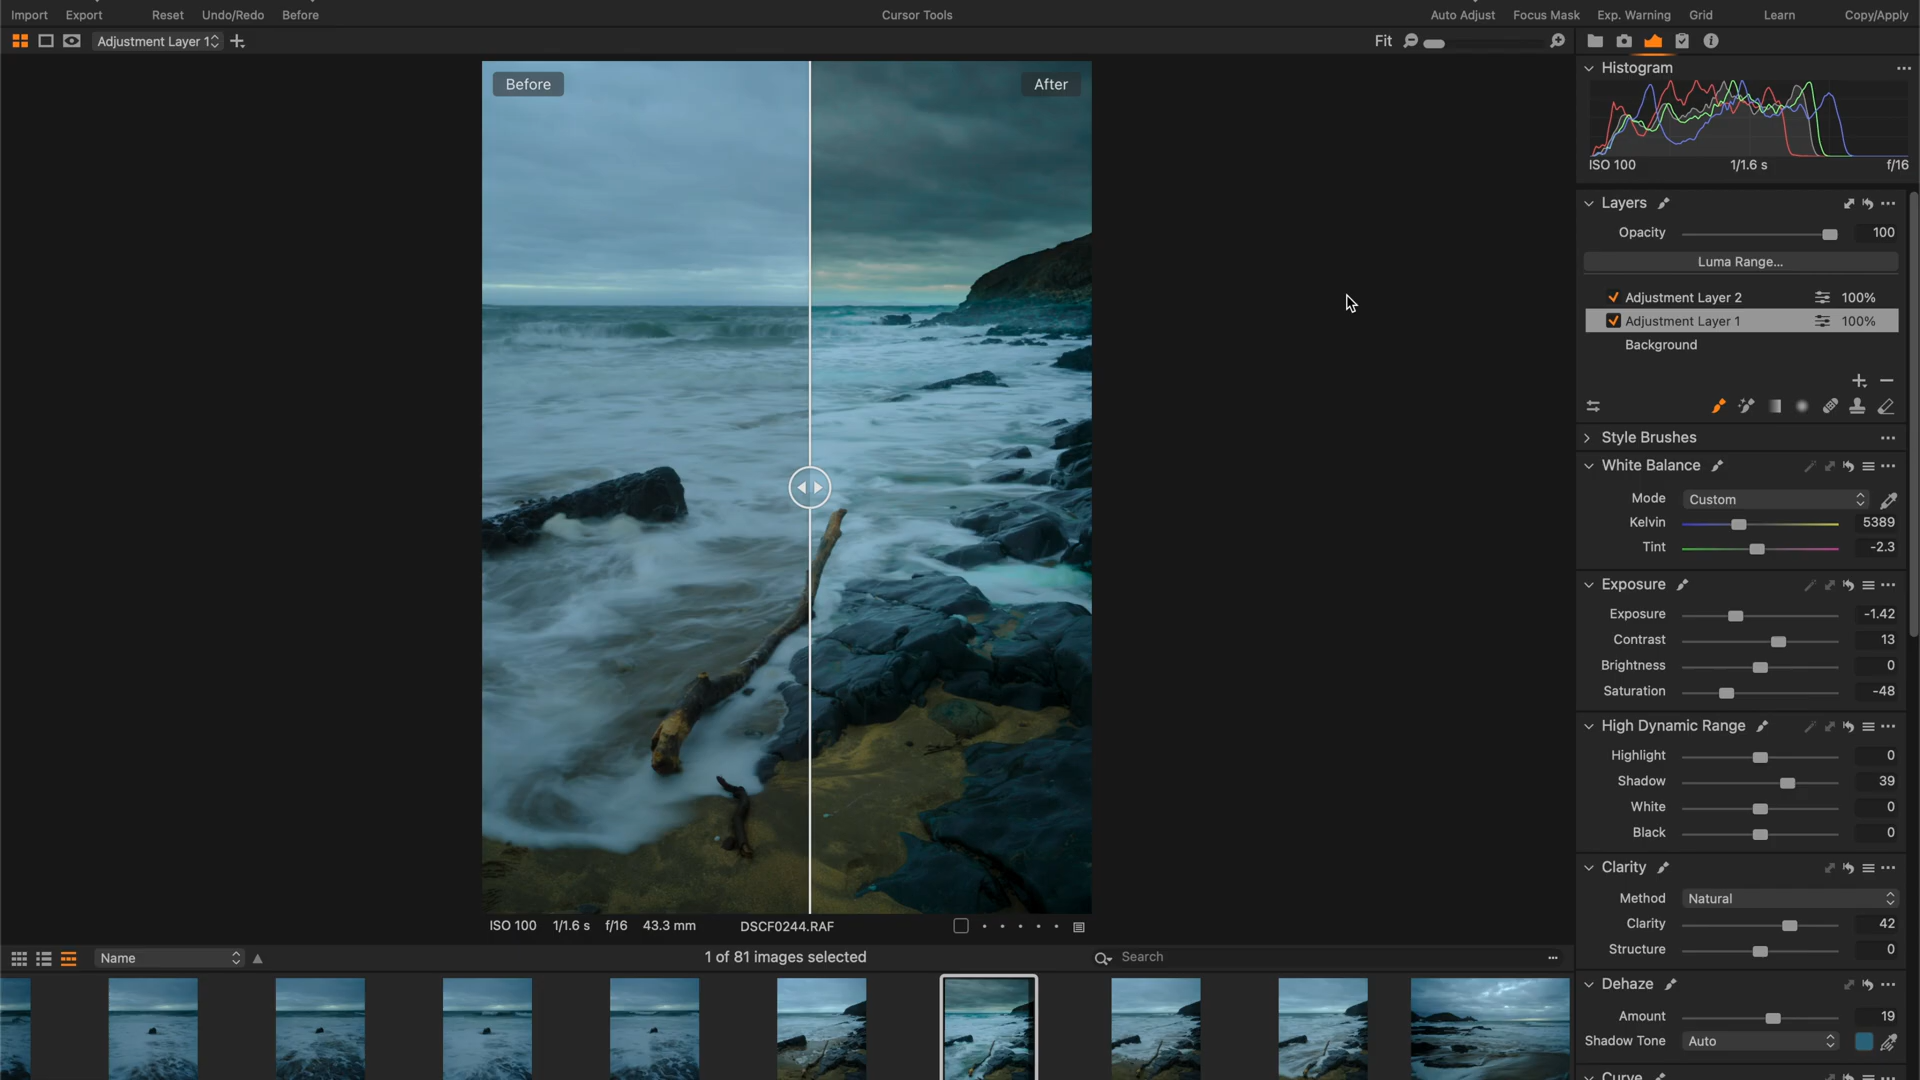 Import Export Reset Undo/Redo Before Cursor Tools Auto Adjust Focus Mask Exp. Warning Grid Learn Copy/Apply
Adjustment Layer 1 Fit
Before After
ISO 100 1/1.6 s f/16 43.3 mm DSCF0244.RAF
Name 1 of 81 images selected Search
Histogram
ISO 100 1/1.6 s f/16
Layers
Opacity 100
Luma Range...
Adjustment Layer 2 100%
Adjustment Layer 1 100%
Background
Style Brushes
White Balance
Mode Custom
Kelvin 5389
Tint -2.3
Exposure
Exposure -1.42
Contrast 13
Brightness 0
Saturation -48
High Dynamic Range
Highlight 0
Shadow 39
White 0
Black 0
Clarity
Method Natural
Clarity 42
Structure 0
Dehaze
Amount 19
Shadow Tone Auto
Curve